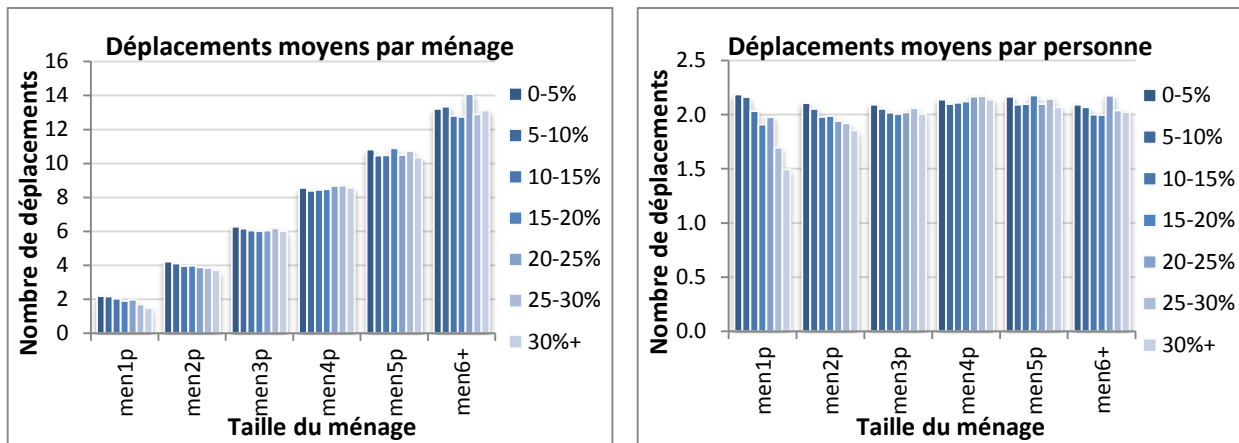 Déplacements moyens par ménage
Nombre de déplacements
16
14
12
10
8
6
4
2
0
men1p
men2p
men3p
men4p
men5p
men6+
Taille du ménage
0-5%
5-10%
10-15%
15-20%
20-25%
25-30%
30%+
Déplacements moyens par personne
Nombre de déplacements
2.5
2.0
1.5
1.0
0.5
0.0
men1p
men2p
men3p
men4p
men5p
men6+
Taille du ménage
0-5%
5-10%
10-15%
15-20%
20-25%
25-30%
30%+